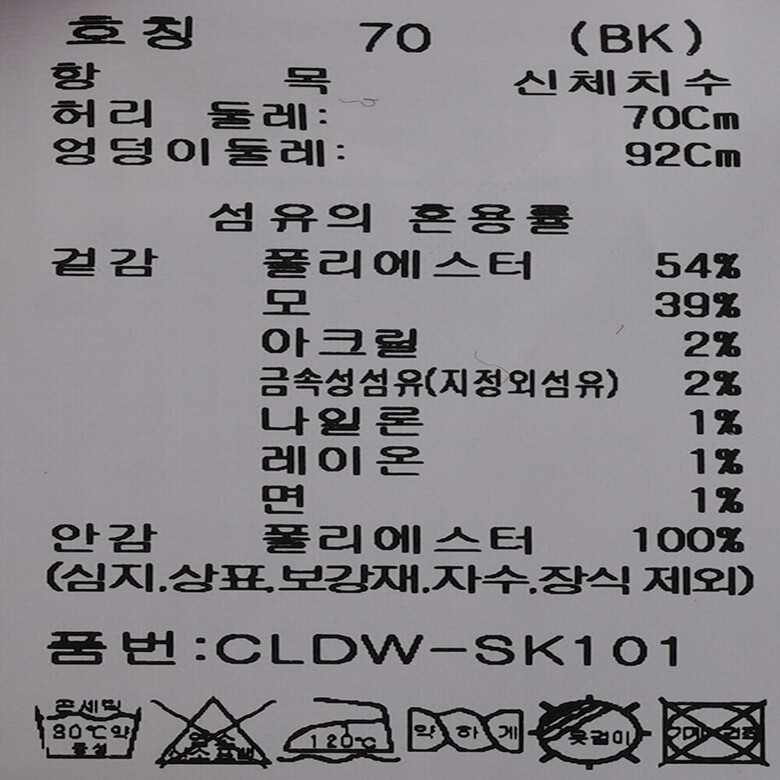 호칭 70 (BK)
항 목 신체치수
허리 둘레: 70Cm
엉덩이둘레: 92Cm
섬유의 혼용률
겉감 폴리에스터 54%
모 39%
아크릴 2%
금속성섬유(지정외섬유) 2%
나일론 1%
레이온 1%
면 1%
안감 폴리에스터 100%
(심지.상표.보강재.자수.장식 제외)
품번:CLDW-SK101
30℃약
중성
120℃
약하게
옷걸이